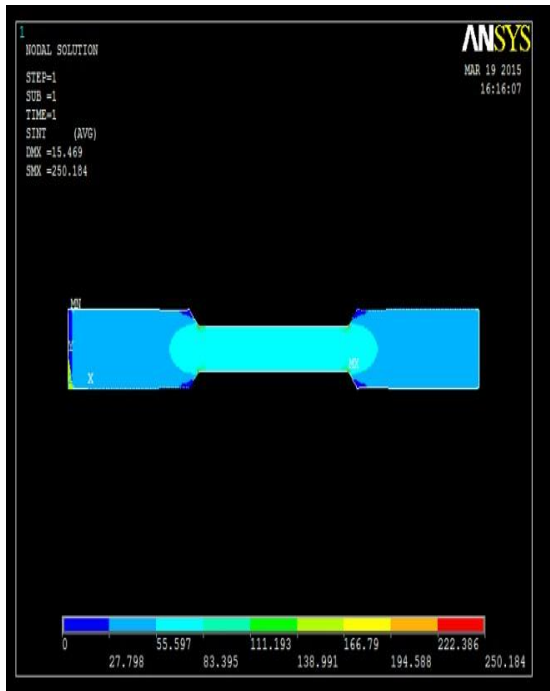 1
ANSYS
NODAL SOLUTION
MAR 19 2015
16:16:07
STEP=1
SUB =1
TIME=1
SINT (AVG)
DMX =15.469
SMX =250.184
MN
Y
X
MX
0 55.597 111.193 166.79 222.386
27.798 83.395 138.991 194.588 250.184